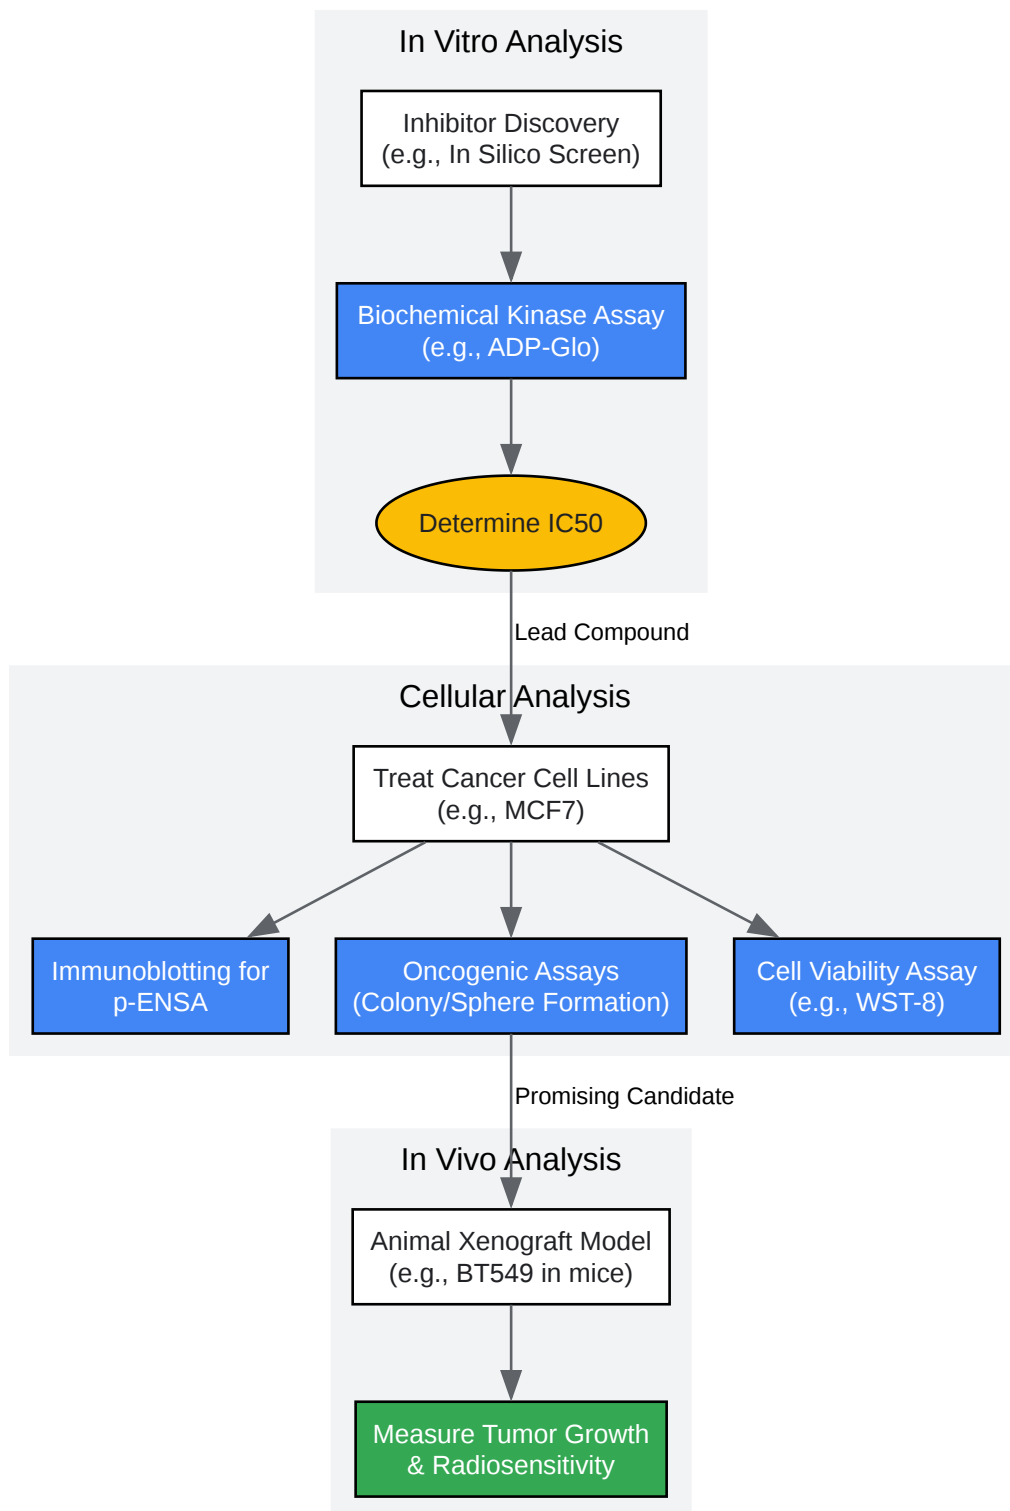 In Vitro Analysis
Inhibitor Discovery
(e.g., In Silico Screen)
Biochemical Kinase Assay
(e.g., ADP-Glo)
Determine IC50
Lead Compound
Cellular Analysis
Treat Cancer Cell Lines
(e.g., MCF7)
Immunoblotting for
p-ENSA
Oncogenic Assays
(Colony/Sphere Formation)
Cell Viability Assay
(e.g., WST-8)
Promising Candidate
In Vivo Analysis
Animal Xenograft Model
(e.g., BT549 in mice)
Measure Tumor Growth
& Radiosensitivity